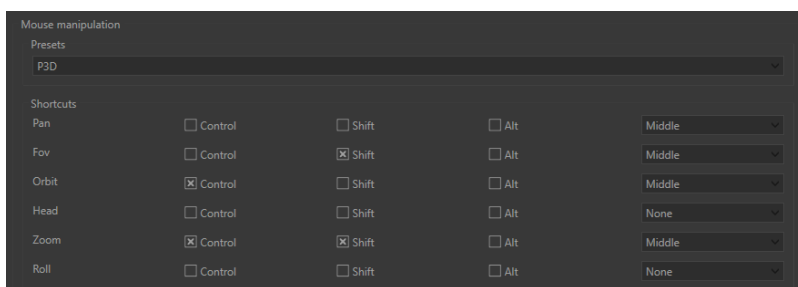 Mouse manipulation
Presets
P3D
Shortcuts
Pan Control Shift Alt Middle
Fov Control Shift Alt Middle
Orbit Control Shift Alt Middle
Head Control Shift Alt None
Zoom Control Shift Alt Middle
Roll Control Shift Alt None